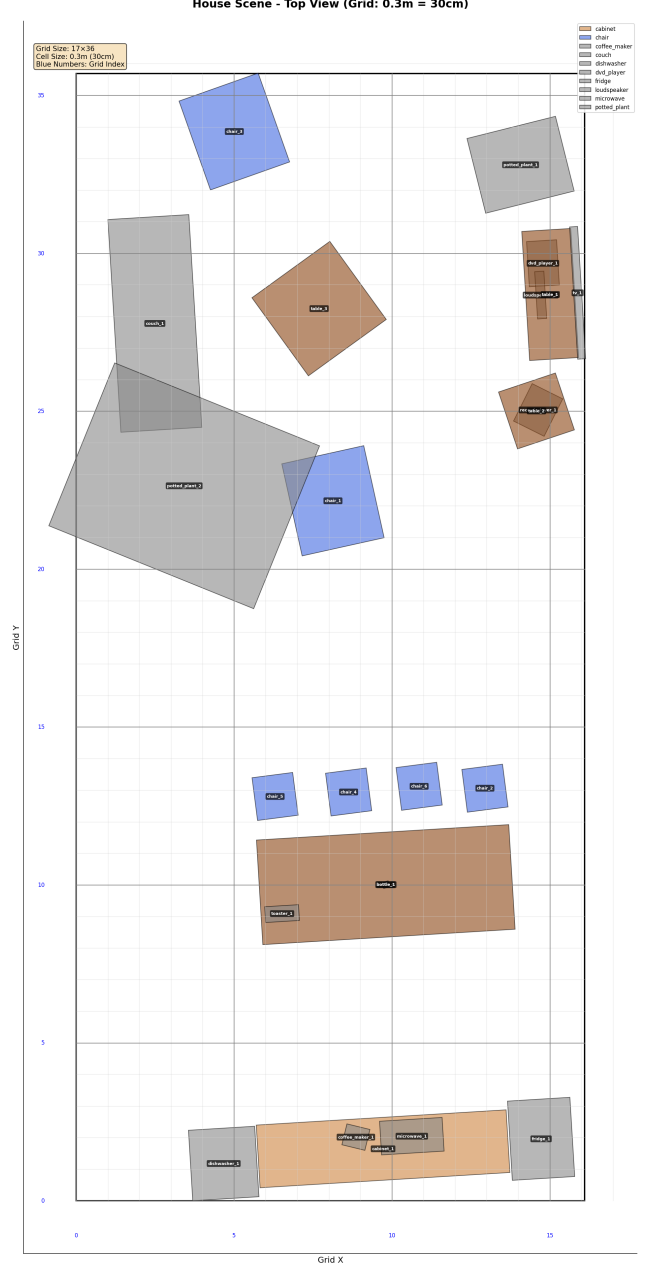 House Scene - Top View (Grid: 0.3m = 30cm)
Grid Size: 17×36
Cell Size: 0.3m (30cm)
Blue Numbers: Grid Index
cabinet
chair
coffee_maker
couch
dishwasher
dvd_player
fridge
loudspeaker
microwave
potted_plant
35
chair_3
potted_plant_1
30
dvd_player_1
tv_1
table_1
table_3
couch_1
25
table_2
potted_plant_2
chair_1
20
Grid Y
15
chair_5
chair_4
chair_6
chair_2
10
bottle_1
toaster_1
5
coffee_maker_1
microwave_1
cabinet_1
dishwasher_1
fridge_1
0
0
5
10
15
Grid X